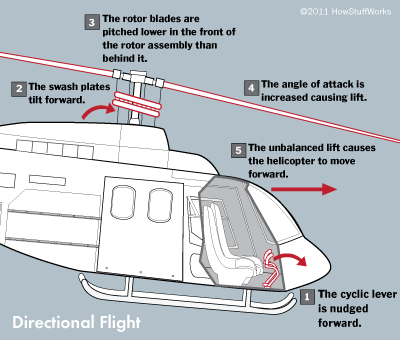 ©2011 HowStuffWorks
3 The rotor blades are
pitched lower in the front of
the rotor assembly than
behind it.
2 The swash plates
tilt forward.
4 The angle of attack is
increased causing lift.
5 The unbalanced lift causes
the helicopter to move
forward.
1 The cyclic lever
is nudged
forward.
Directional Flight